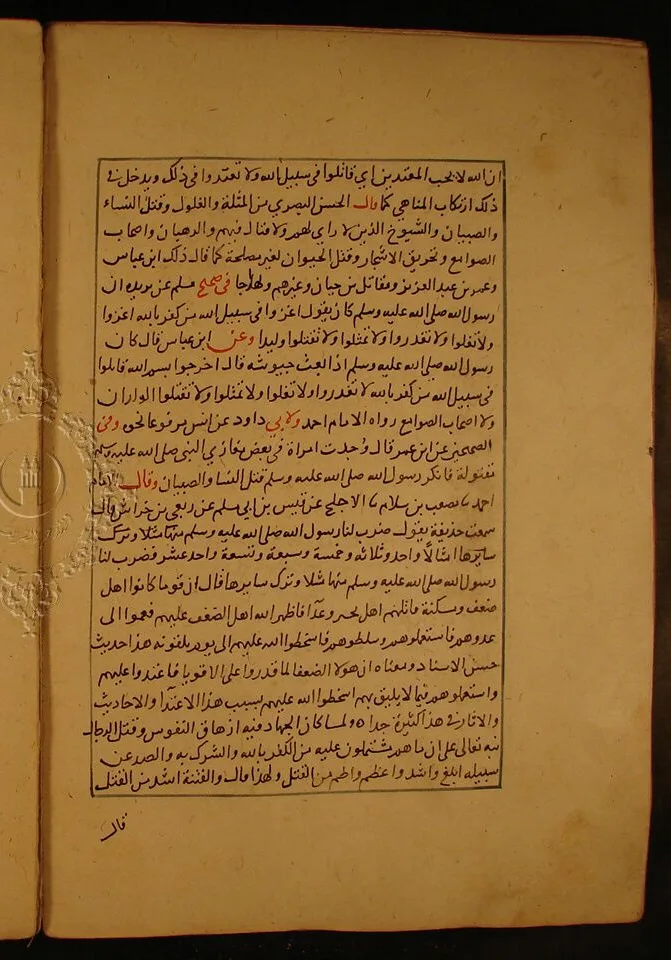 ان الله لا يحب المعتدين اي قاتلوا في سبيل الله ولا تعتدوا في ذلك ويدخل في
ذلك ارتكاب المناهي كما قال الحسن البصري من المثلة والغلول وقتل النساء
والصبيان والشيوخ الذين لا راي لهم ولا قتال فيهم والرهبان واصحاب
الصوامع وتحريق الاشجار وقتل الحيوان لغير مصلحة كما قال ذلك ابن عباس
وعمر بن عبد العزيز ومقاتل بن حيان وغيرهم ولهذا جا في صحيح مسلم عن بريده ان
رسول الله صلى الله عليه وسلم كان يقول اغزوا في سبيل الله من كفر بالله اغزوا
ولا تغلوا ولا تغدروا ولا تمثلوا ولا تقتلوا وليدا وعن ابن عباس قال كان
رسول الله صلى الله عليه وسلم اذا بعث جيوشه قال اخرجوا بسم الله قاتلوا
في سبيل الله من كفر بالله لا تغدروا ولا تغلوا ولا تمثلوا ولا تقتلوا الولدان
ولا اصحاب الصوامع رواه الامام احمد ولابي داود عن انس مرفوعا نحوه وفي
الصحيحين عن ابن عمر قال وجدت امراة في بعض مغازي النبي صلى الله عليه وسلم
مقتولة فانكر رسول الله صلى الله عليه وسلم قتل النسا والصبيان وقال الامام
احمد مصعب بن سلام الاجلح عن قيس بن ابي مسلم عن ربعي بن خراش قال
سمعت حذيفة يقول ضرب لنا رسول الله صلى الله عليه وسلم منها مثلا وترك
سايرها امثالا واحد وثلاثه وخمسة وسبعة وتسعة واحد عشر فضرب لنا
رسول الله صلى الله عليه وسلم منها مثلا وترك سايرها قال ان قوما كانوا اهل
ضعف ومسكنة قاتلهم اهل تجبر وعدا فاظهر الله اهل الضعف عليهم فعمدوا الى
عدوهم فاستعملوهم وسلطوهم فاسخطوا الله عليهم الى يوم يلقونه هذا حديث
حسن الاسناد ومعناه ان هولا الضعفا لما قدروا على الاقويا فاعتدوا عليهم
واستعملوهم فيما لا يليق بهم اسخطوا الله عليهم بسبب هذا الاعتدا والاحاديث
والاثار في هذا كثيرة جدا ولما كان الجهاد فيه ازهاق النفوس وقتل الرجال
نبه تعالى على ان ما هم مشتملون عليه من الكفر بالله والشرك به والصد عن
سبيله ابلغ واشد واعظم واطم من القتل ولهذا قال والفتنة اشد من القتل
قال